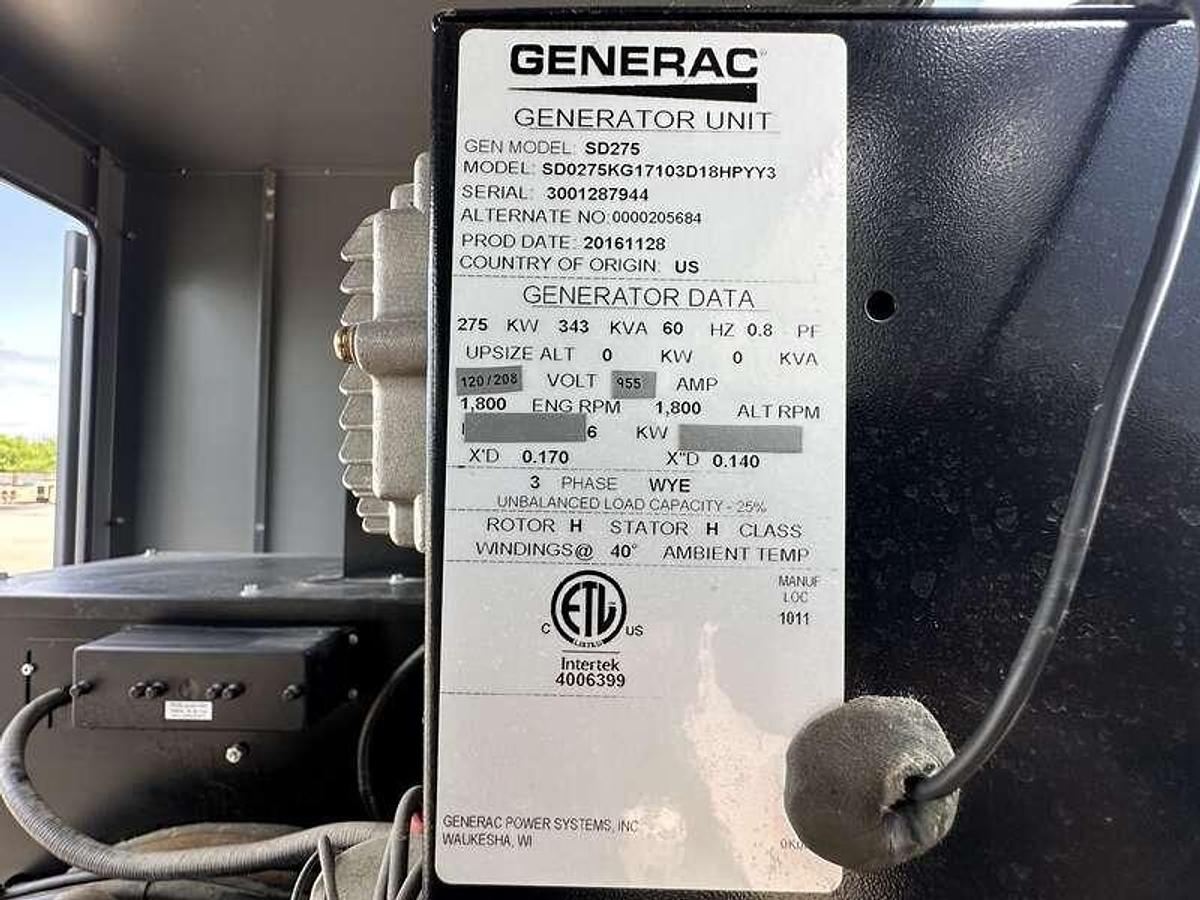 GENERAC
GENERATOR UNIT
GEN MODEL: SD275
MODEL: SD0275KG17103D18HPYY3
SERIAL: 3001287944
ALTERNATE NO: 0000205684
PROD DATE: 20161128
COUNTRY OF ORIGIN: US
GENERATOR DATA
275 KW 343 KVA 60 HZ 0.8 PF
UPSIZE ALT 0 KW 0 KVA
120/208 VOLT 955 AMP
1,800 ENG RPM 1,800 ALT RPM
6 KW
X'D 0.170 X"D 0.140
3 PHASE WYE
UNBALANCED LOAD CAPACITY - 25%
ROTOR H STATOR H CLASS
WINDINGS@ 40° AMBIENT TEMP
MANUF
LOC
1011
ETL
C US
LISTED
Intertek
4006399
GENERAC POWER SYSTEMS, INC
WAUKESHA, WI